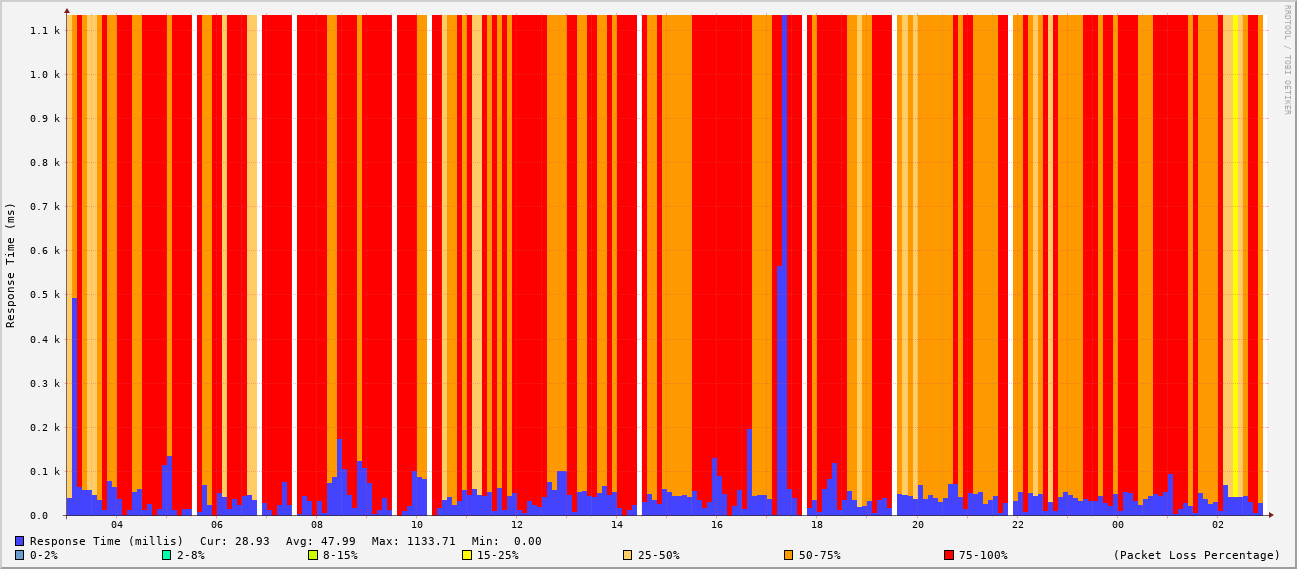 RRDTOOL / TOBI OETIKER
Response Time (ms)
1.1 k
1.0 k
0.9 k
0.8 k
0.7 k
0.6 k
0.5 k
0.4 k
0.3 k
0.2 k
0.1 k
0.0
04 06 08 10 12 14 16 18 20 22 00 02
Response Time (millis) Cur: 28.93 Avg: 47.99 Max: 1133.71 Min: 0.00
0-2% 2-8% 8-15% 15-25% 25-50% 50-75% 75-100% (Packet Loss Percentage)